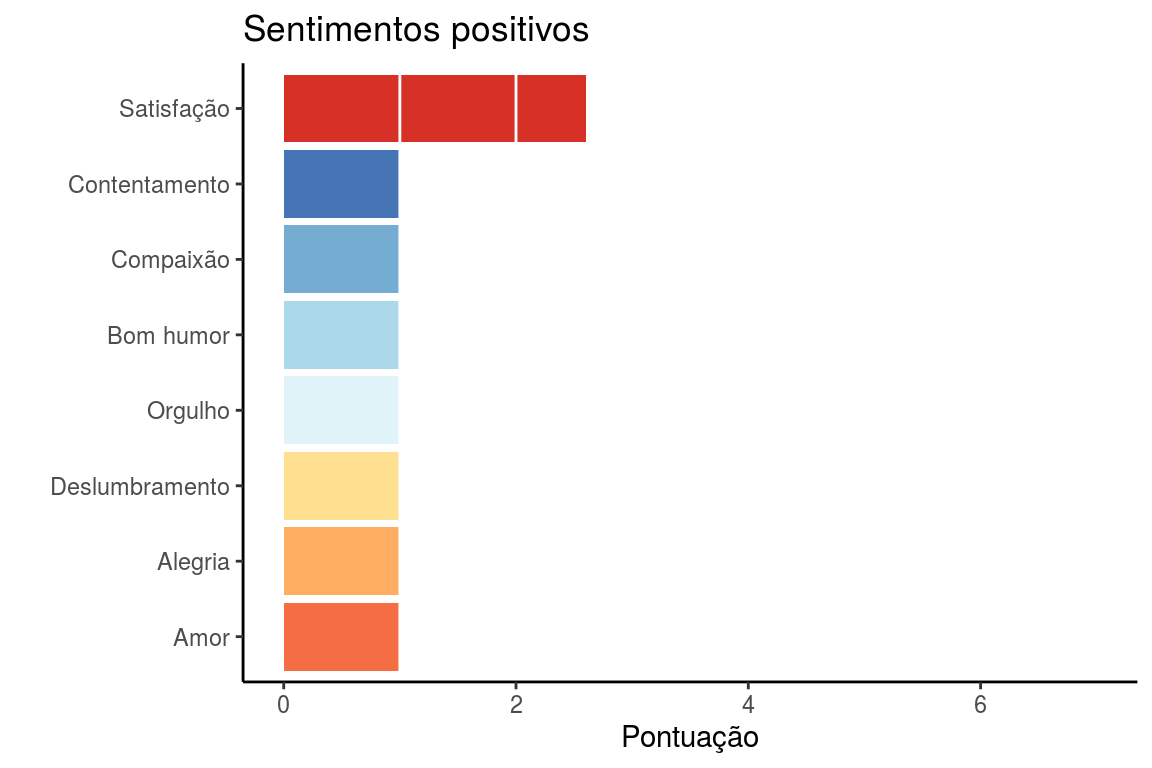 Sentimentos positivos
Satisfação
Contentamento
Compaixão
Bom humor
Orgulho
Deslumbramento
Alegria
Amor
0 2 4 6
Pontuação